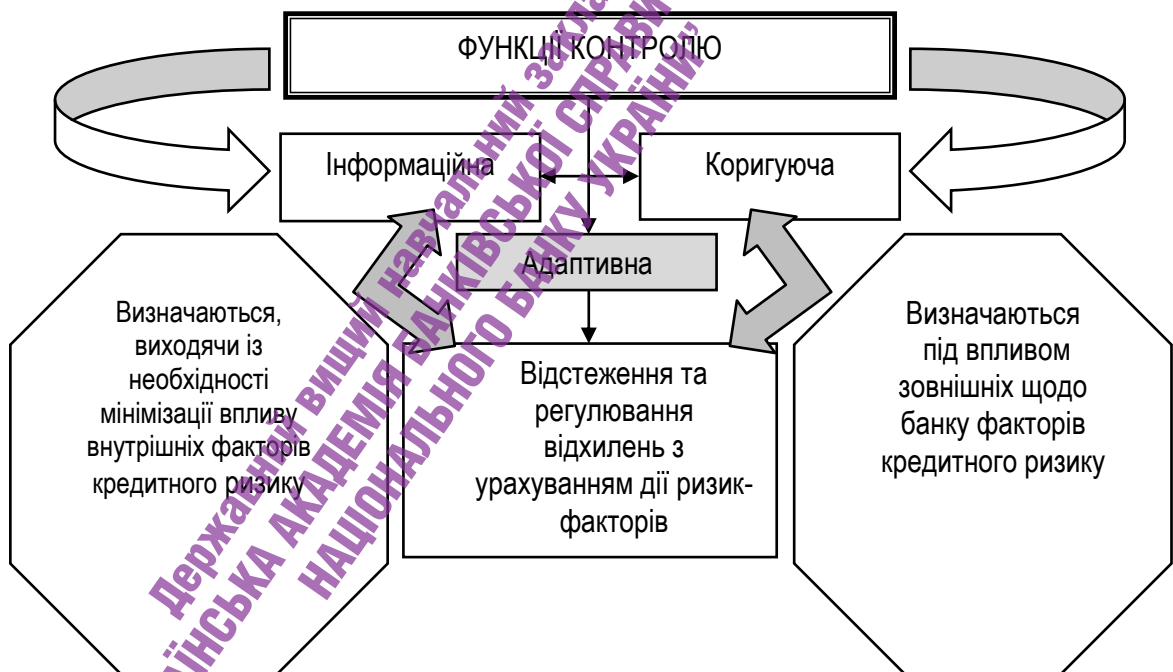 ФУНКЦІЇ КОНТРОЛЮ
Інформаційна
Коригуюча
Адаптивна
Визначаються,
виходячи із
необхідності
мінімізації впливу
внутрішніх факторів
кредитного ризику
Відстеження та
регулювання
відхилень з
урахуванням дії ризик-
факторів
Визначаються
під впливом
зовнішніх щодо
банку факторів
кредитного ризику
Державний вищий навчальний
АКАДЕМІЯ БАНКІВСЬКОЇ СПРАВИ
НАЦІОНАЛЬНОГО БАНКУ УКРАЇНИ”